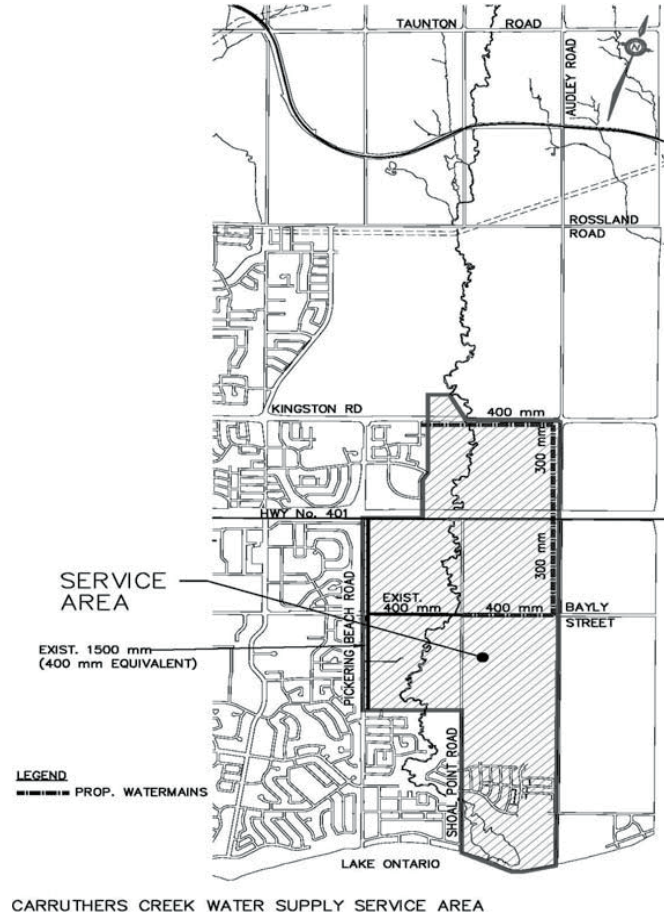 TAUNTON ROAD
N
AUDLEY ROAD
ROSSLAND
ROAD
KINGSTON RD
400 mm
300 mm
HWY No. 401
300 mm
SERVICE
AREA
PICKERING BEACH ROAD
EXIST.
400 mm
400 mm
BAYLY
STREET
EXIST. 1500 mm
(400 mm EQUIVALENT)
SHOAL POINT ROAD
LEGEND
PROP. WATERMAINS
LAKE ONTARIO
CARRUTHERS CREEK WATER SUPPLY SERVICE AREA